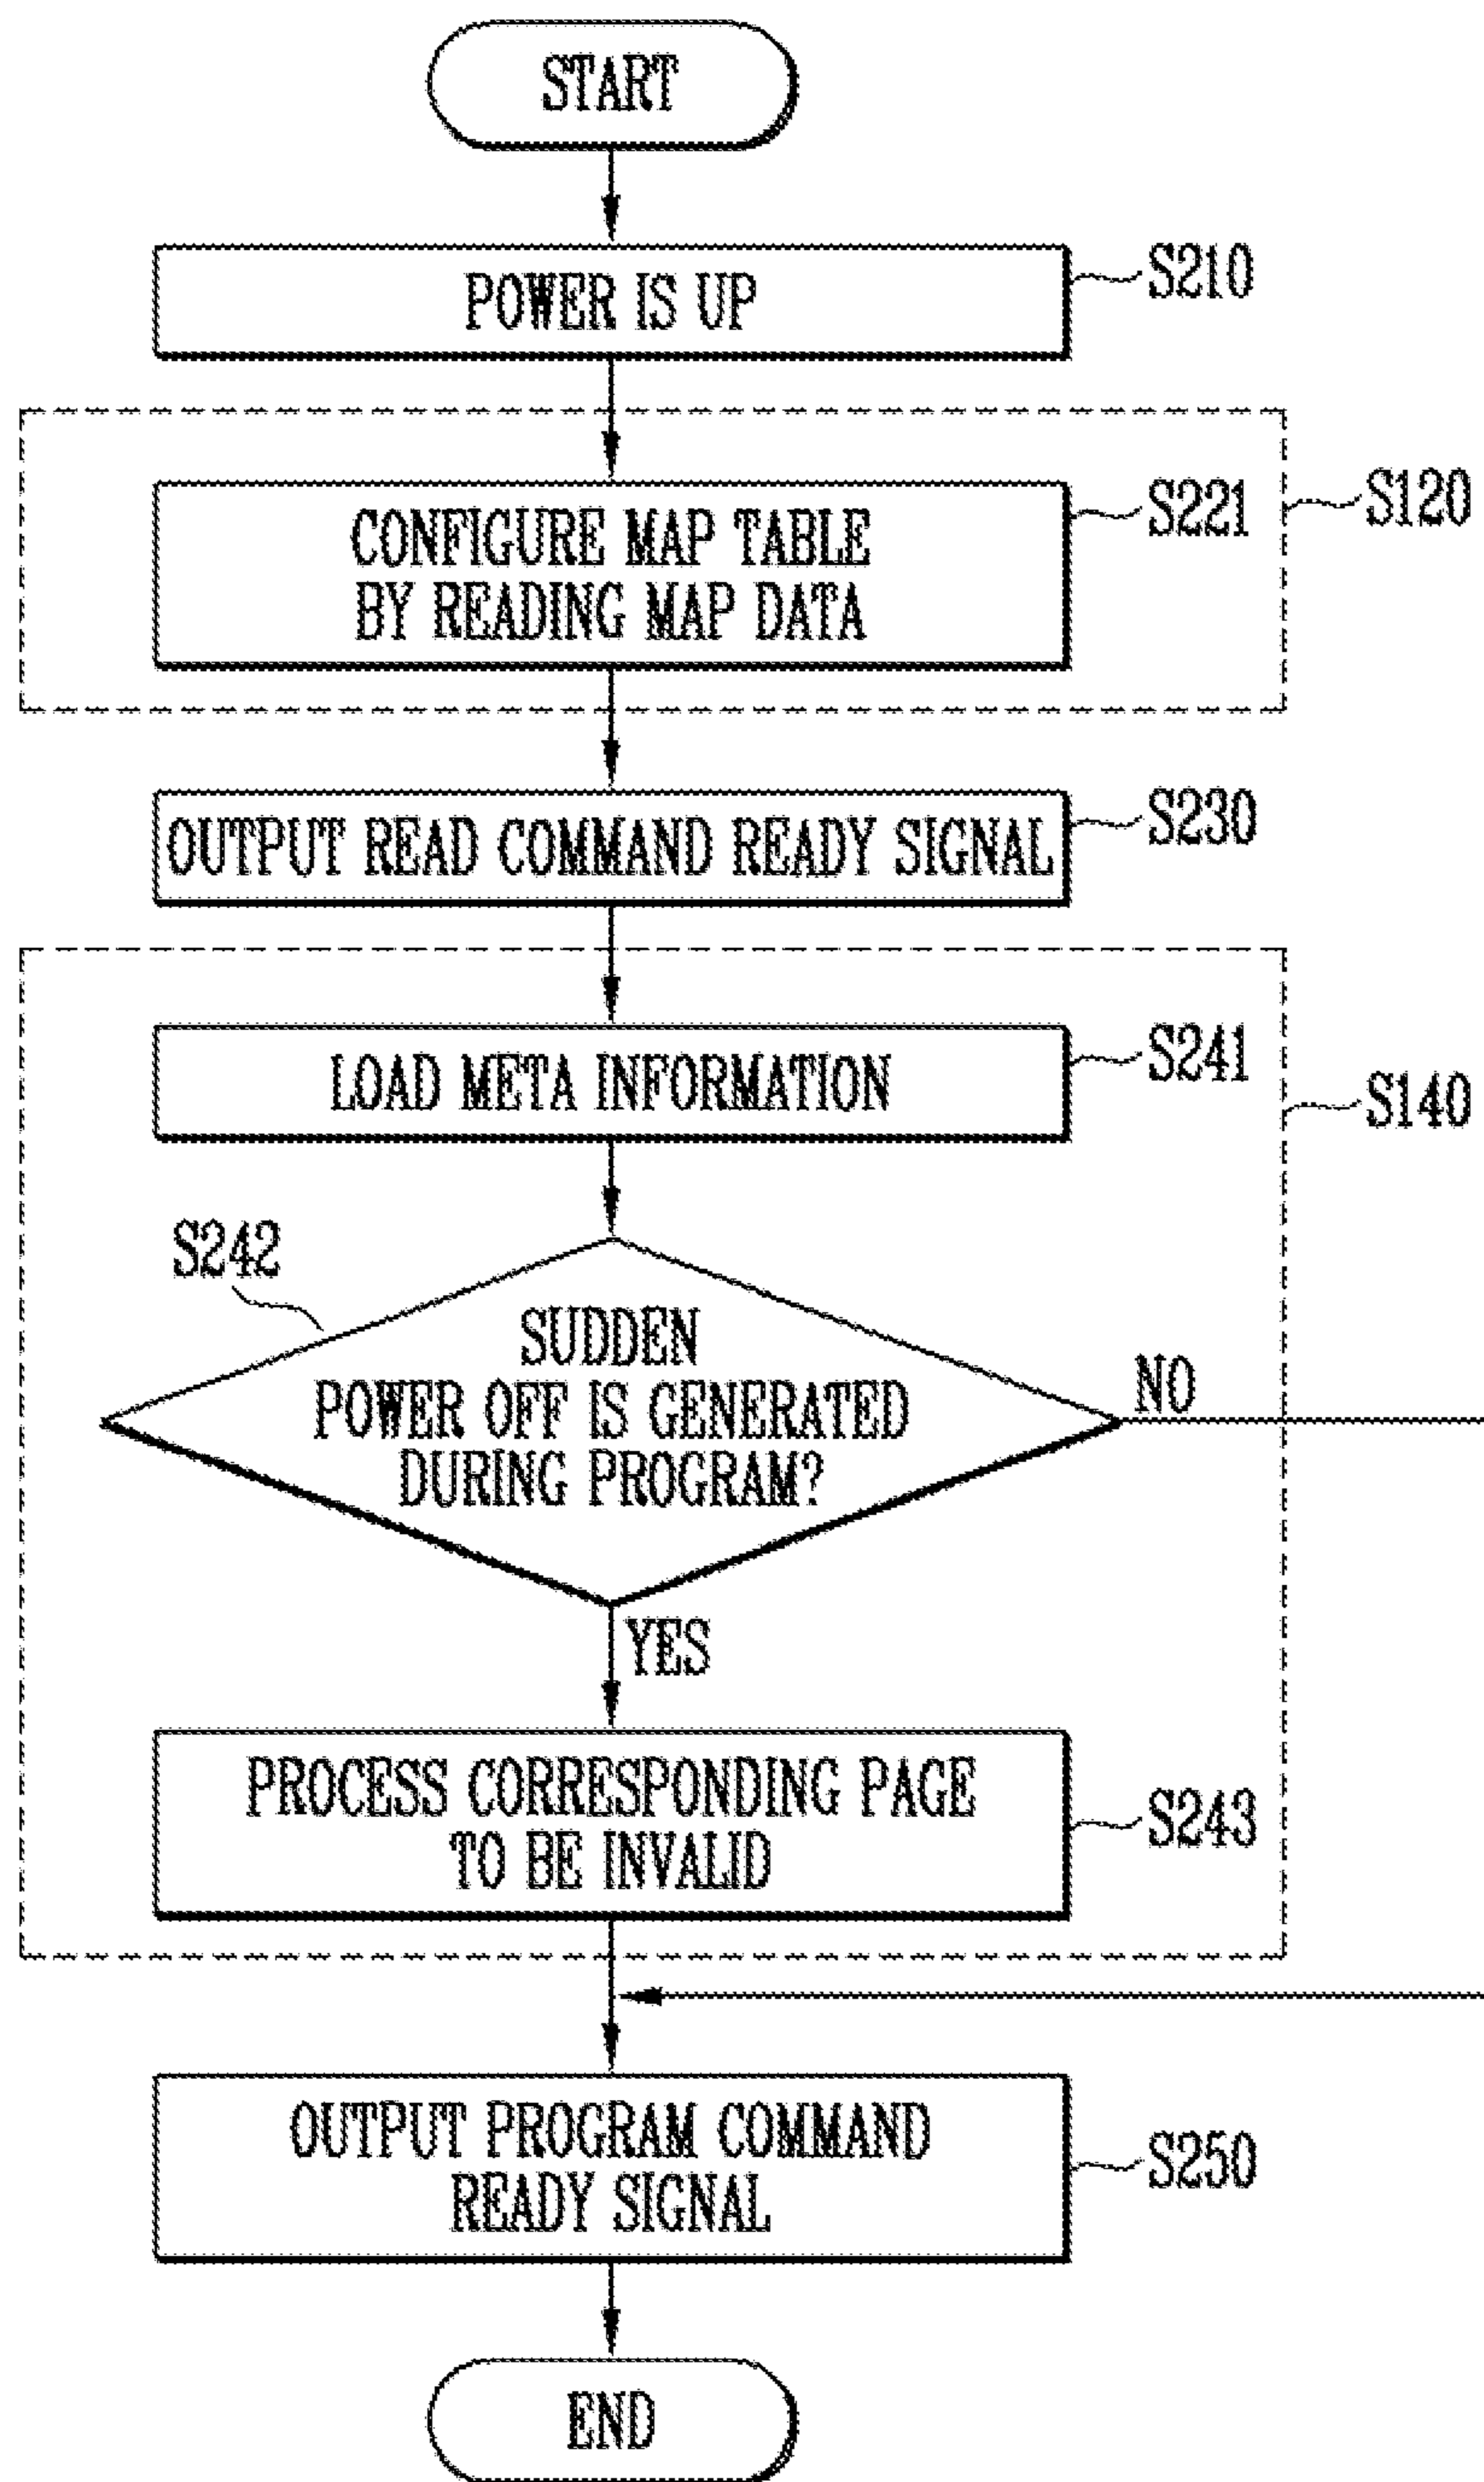 START
POWER IS UP
S210
CONFIGURE MAP TABLE
BY READING MAP DATA
S221
S120
OUTPUT READ COMMAND READY SIGNAL
S230
LOAD META INFORMATION
S241
S140
S242
SUDDEN
POWER OFF IS GENERATED
DURING PROGRAM?
NO
YES
PROCESS CORRESPONDING PAGE
TO BE INVALID
S243
OUTPUT PROGRAM COMMAND
READY SIGNAL
S250
END